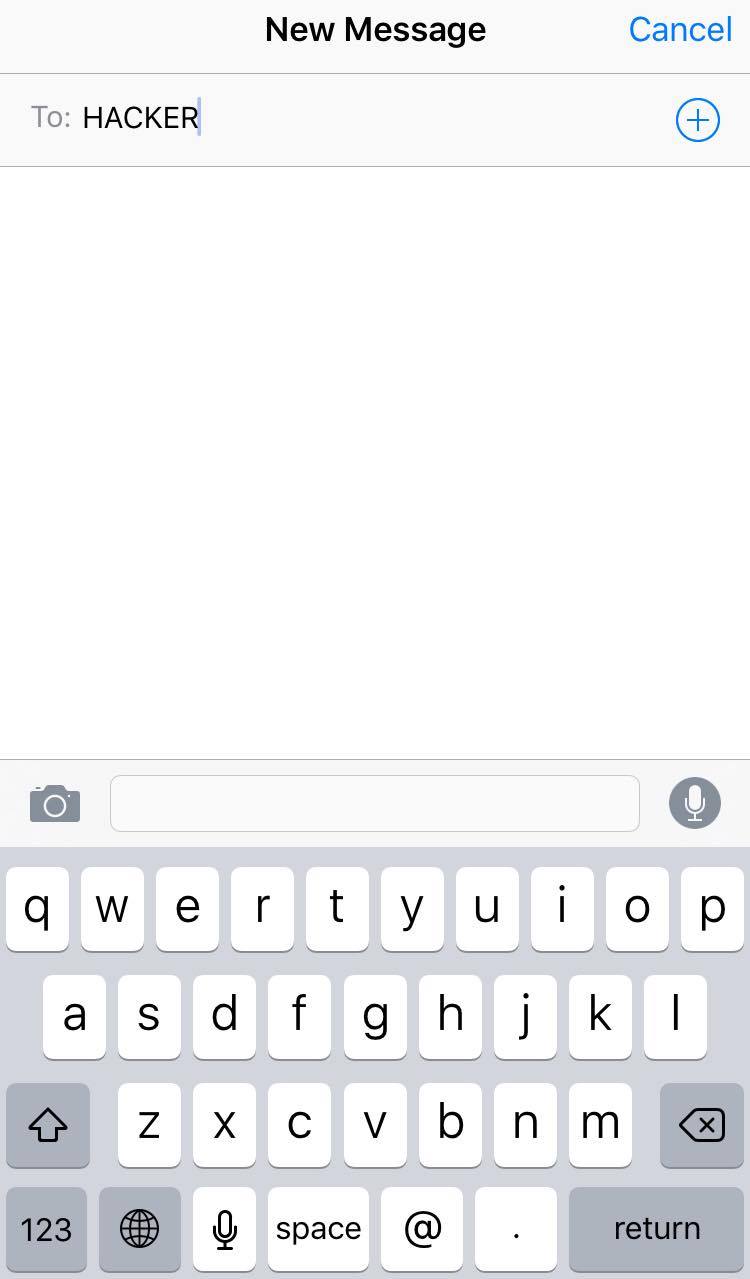 New Message Cancel
To: HACKER
q w e r t y u i o p
a s d f g h j k l
z x c v b n m
123 space @ . return